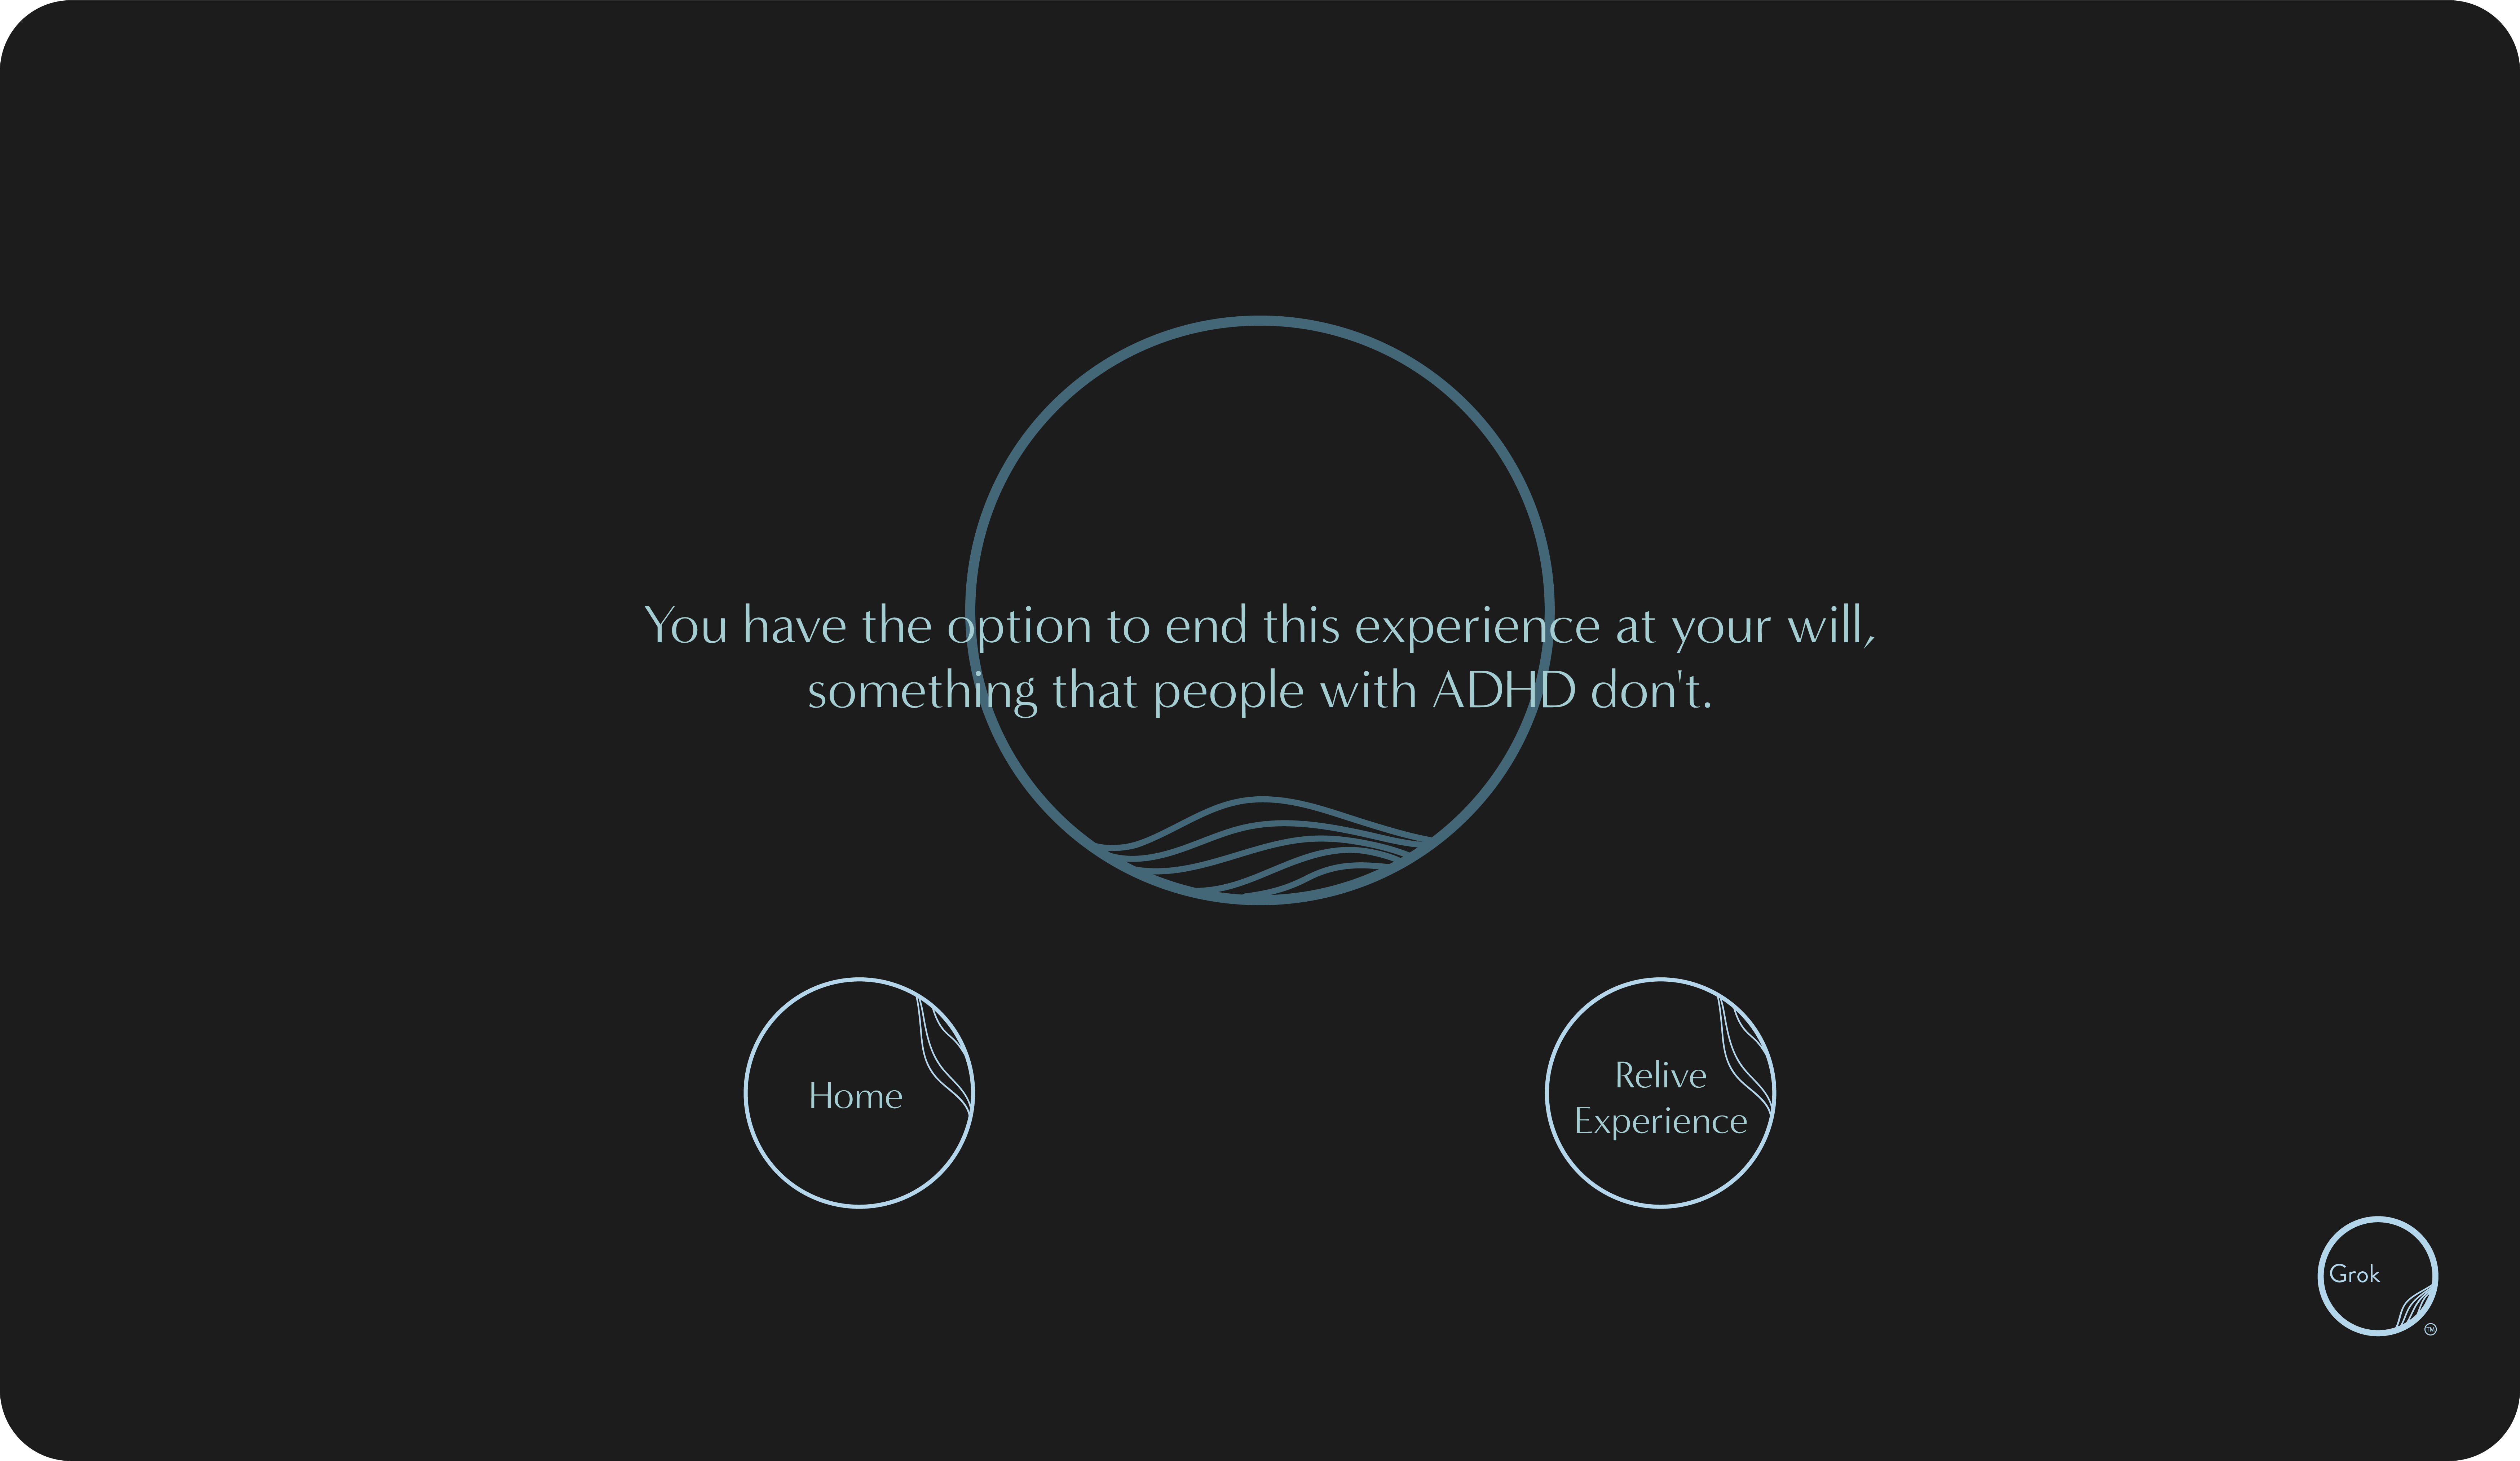 You have the option to end this experience at your will,
something that people with ADHD don't.
Home
Relive
Experience
Grok
TM